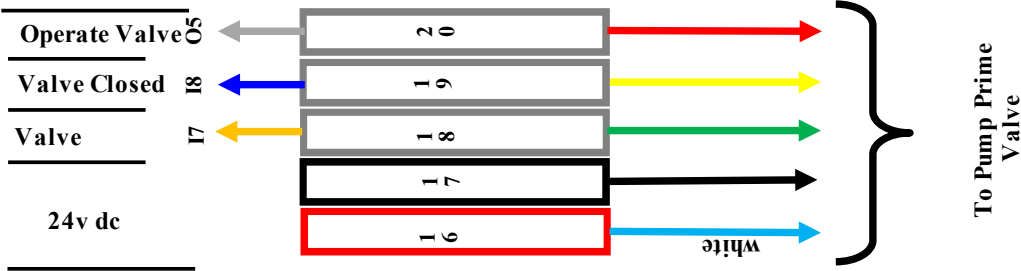 Operate Valve O5 20
Valve Closed I8 19
Valve I7 18
17
24v dc 16 white
To Pump Prime
Valve